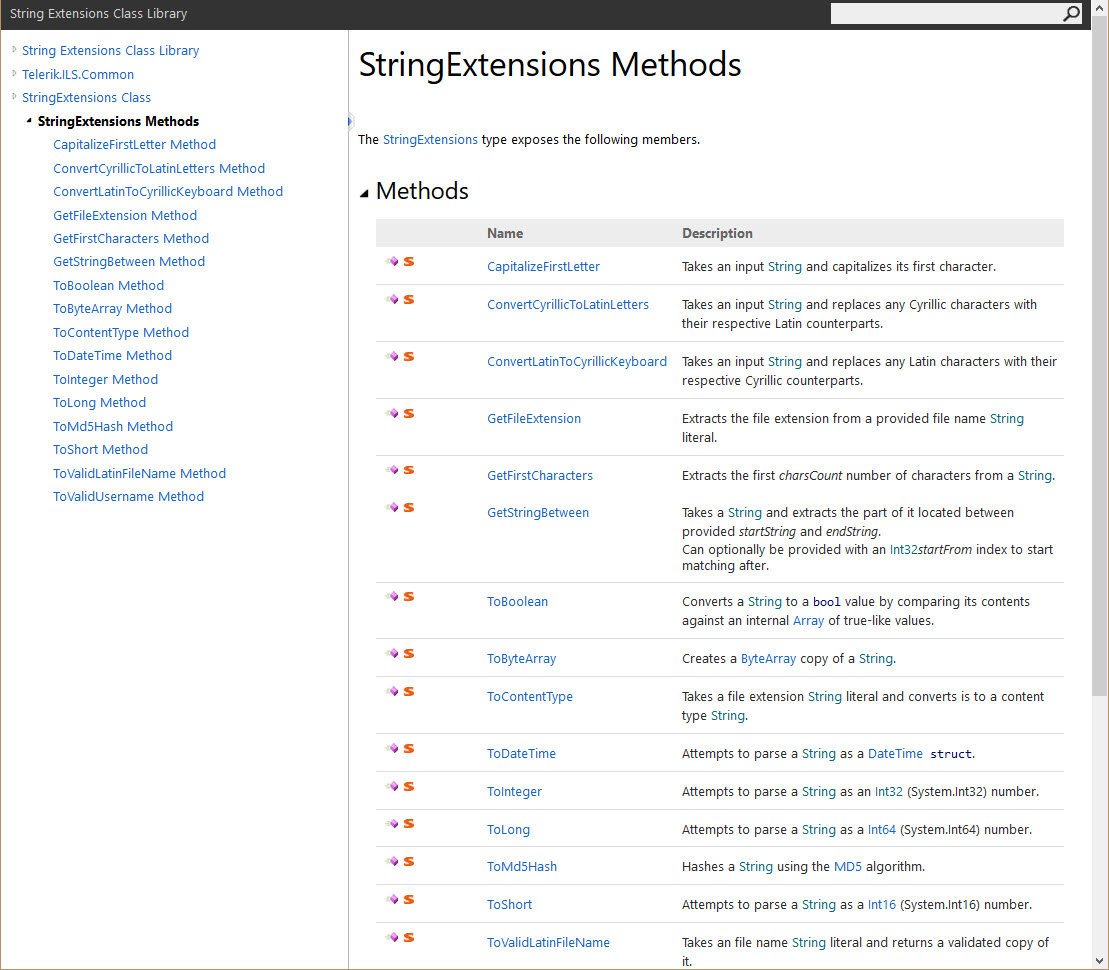 String Extensions Class Library
String Extensions Class Library
Telerik.ILS.Common
StringExtensions Class
StringExtensions Methods
CapitalizeFirstLetter Method
ConvertCyrillicToLatinLetters Method
ConvertLatinToCyrillicKeyboard Method
GetFileExtension Method
GetFirstCharacters Method
GetStringBetween Method
ToBoolean Method
ToByteArray Method
ToContentType Method
ToDateTime Method
ToInteger Method
ToLong Method
ToMd5Hash Method
ToShort Method
ToValidLatinFileName Method
ToValidUsername Method
StringExtensions Methods
The StringExtensions type exposes the following members.
Methods
Name Description
S CapitalizeFirstLetter Takes an input String and capitalizes its first character.
S ConvertCyrillicToLatinLetters Takes an input String and replaces any Cyrillic characters with
their respective Latin counterparts.
S ConvertLatinToCyrillicKeyboard Takes an input String and replaces any Latin characters with their
respective Cyrillic counterparts.
S GetFileExtension Extracts the file extension from a provided file name String
literal.
S GetFirstCharacters Extracts the first charsCount number of characters from a String.
S GetStringBetween Takes a String and extracts the part of it located between
provided startString and endString.
Can optionally be provided with an Int32startFrom index to start
matching after.
S ToBoolean Converts a String to a bool value by comparing its contents
against an internal Array of true-like values.
S ToByteArray Creates a ByteArray copy of a String.
S ToContentType Takes a file extension String literal and converts is to a content
type String.
S ToDateTime Attempts to parse a String as a DateTime struct.
S ToInteger Attempts to parse a String as an Int32 (System.Int32) number.
S ToLong Attempts to parse a String as a Int64 (System.Int64) number.
S ToMd5Hash Hashes a String using the MD5 algorithm.
S ToShort Attempts to parse a String as a Int16 (System.Int16) number.
S ToValidLatinFileName Takes an file name String literal and returns a validated copy of
it.